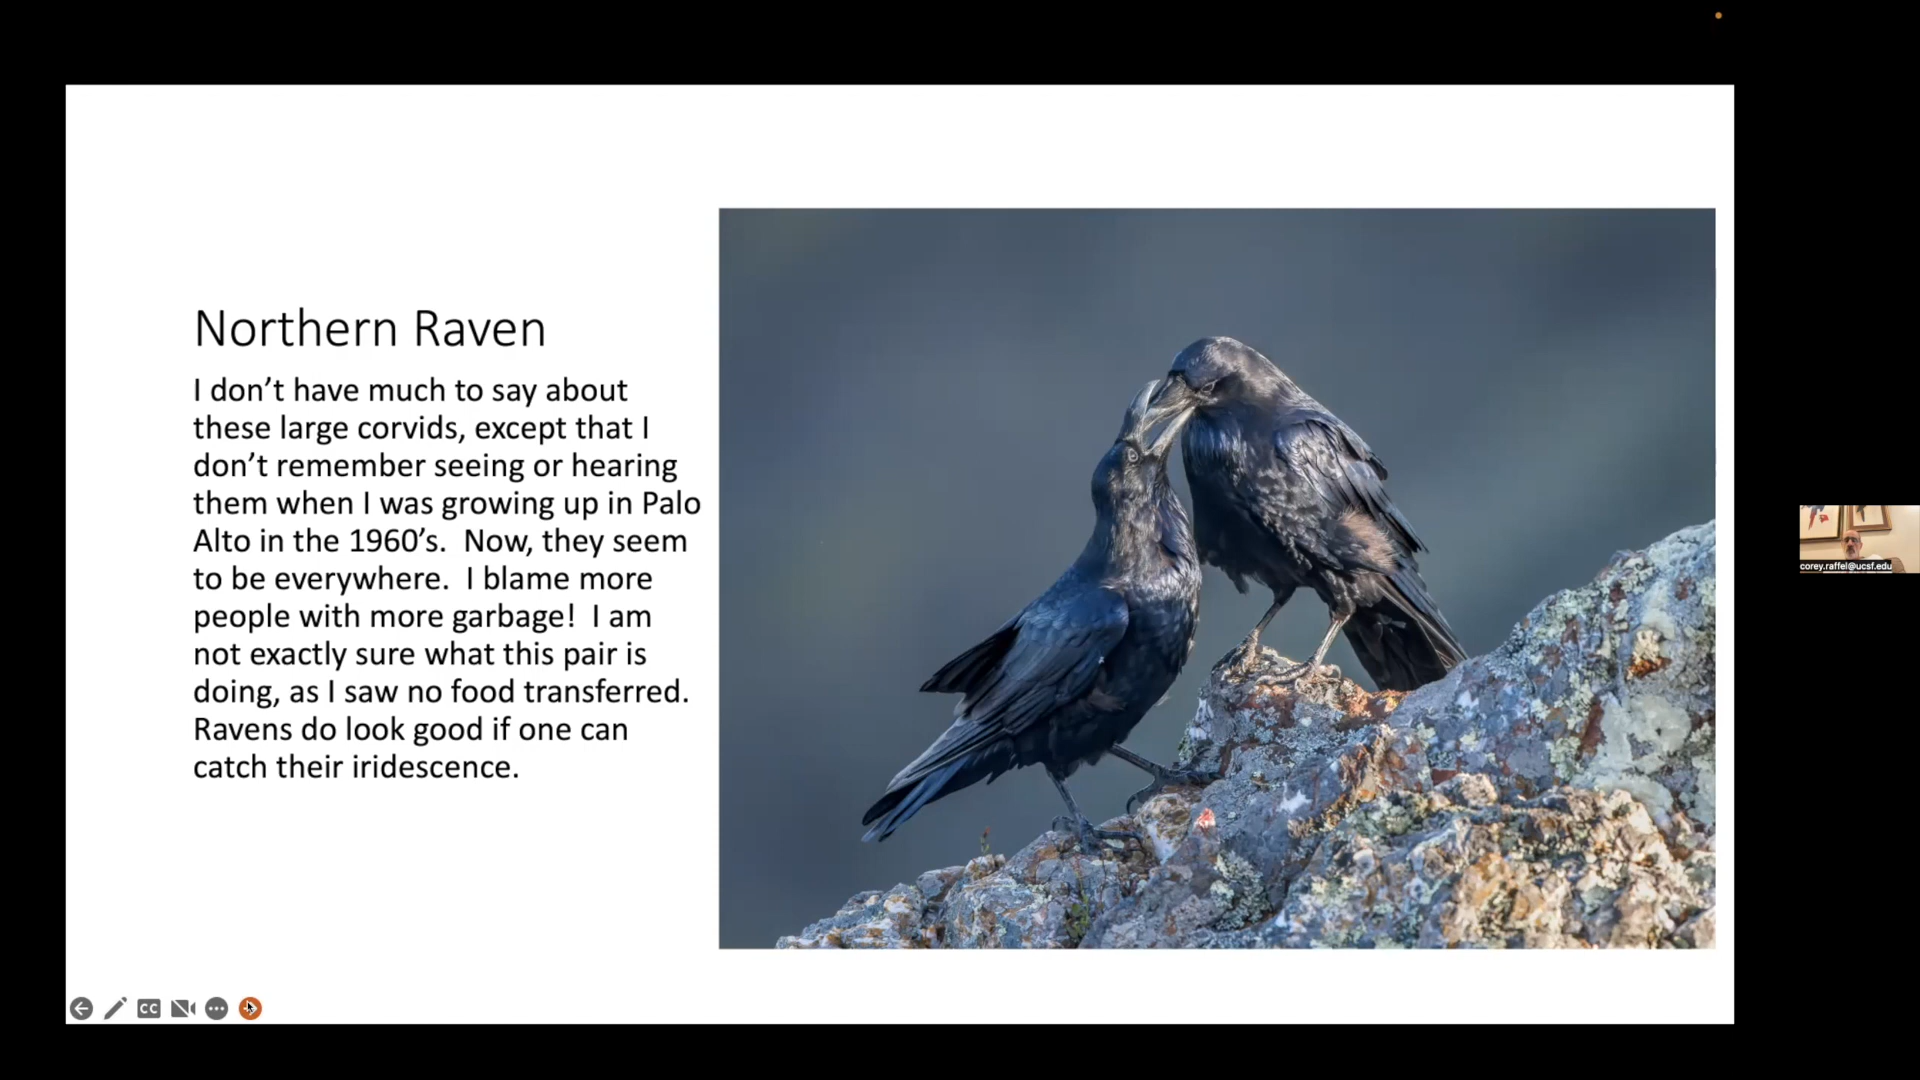 Northern Raven
I don’t have much to say about
these large corvids, except that I
don’t remember seeing or hearing
them when I was growing up in Palo
Alto in the 1960’s.  Now, they seem
to be everywhere.  I blame more
people with more garbage!  I am
not exactly sure what this pair is
doing, as I saw no food transferred.
Ravens do look good if one can
catch their iridescence.
corey.raffel@ucsf.edu
CC